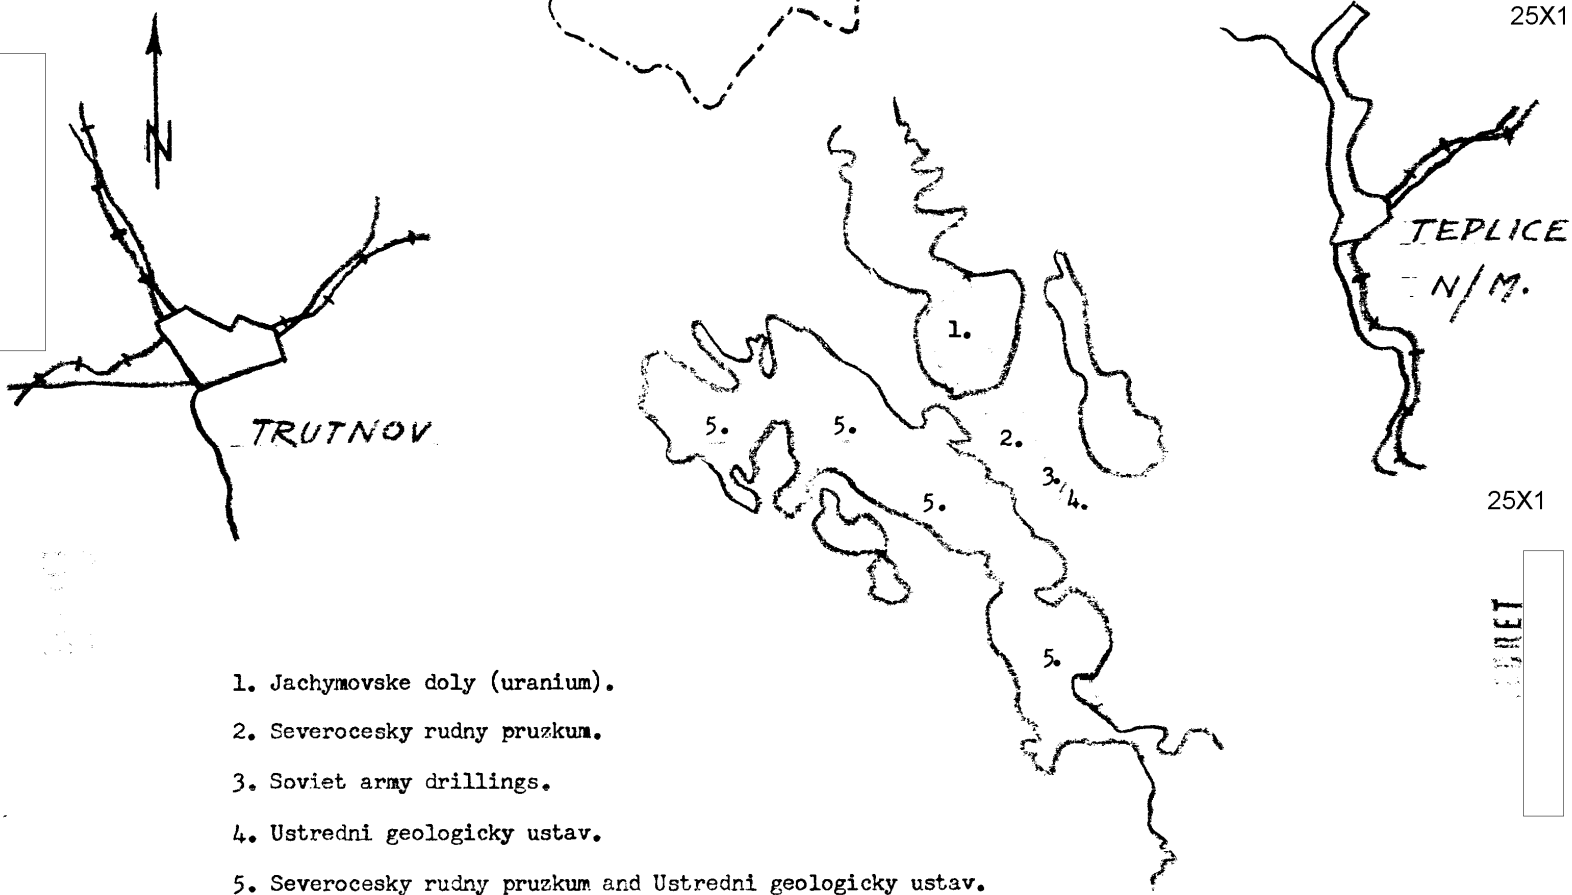 25X1
N
TEPLICE
N/M.
1.
5.
5.
2.
TRUTNOV
3.
4.
5.
25X1
5.
1. Jachymovske doly (uranium).
2. Severocesky rudny pruzkum.
3. Soviet army drillings.
4. Ustredni geologicky ustav.
5. Severocesky rudny pruzkum and Ustredni geologicky ustav.